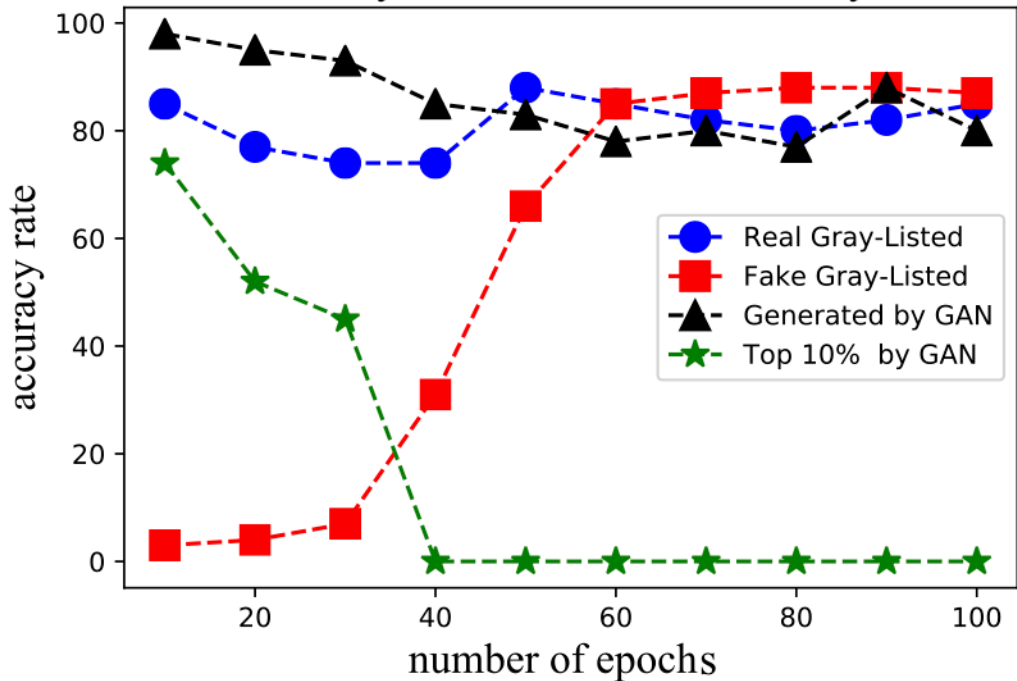 100
80
60
40
20
0
accuracy rate
Real Gray-Listed
Fake Gray-Listed
Generated by GAN
Top 10% by GAN
20 40 60 80 100
number of epochs